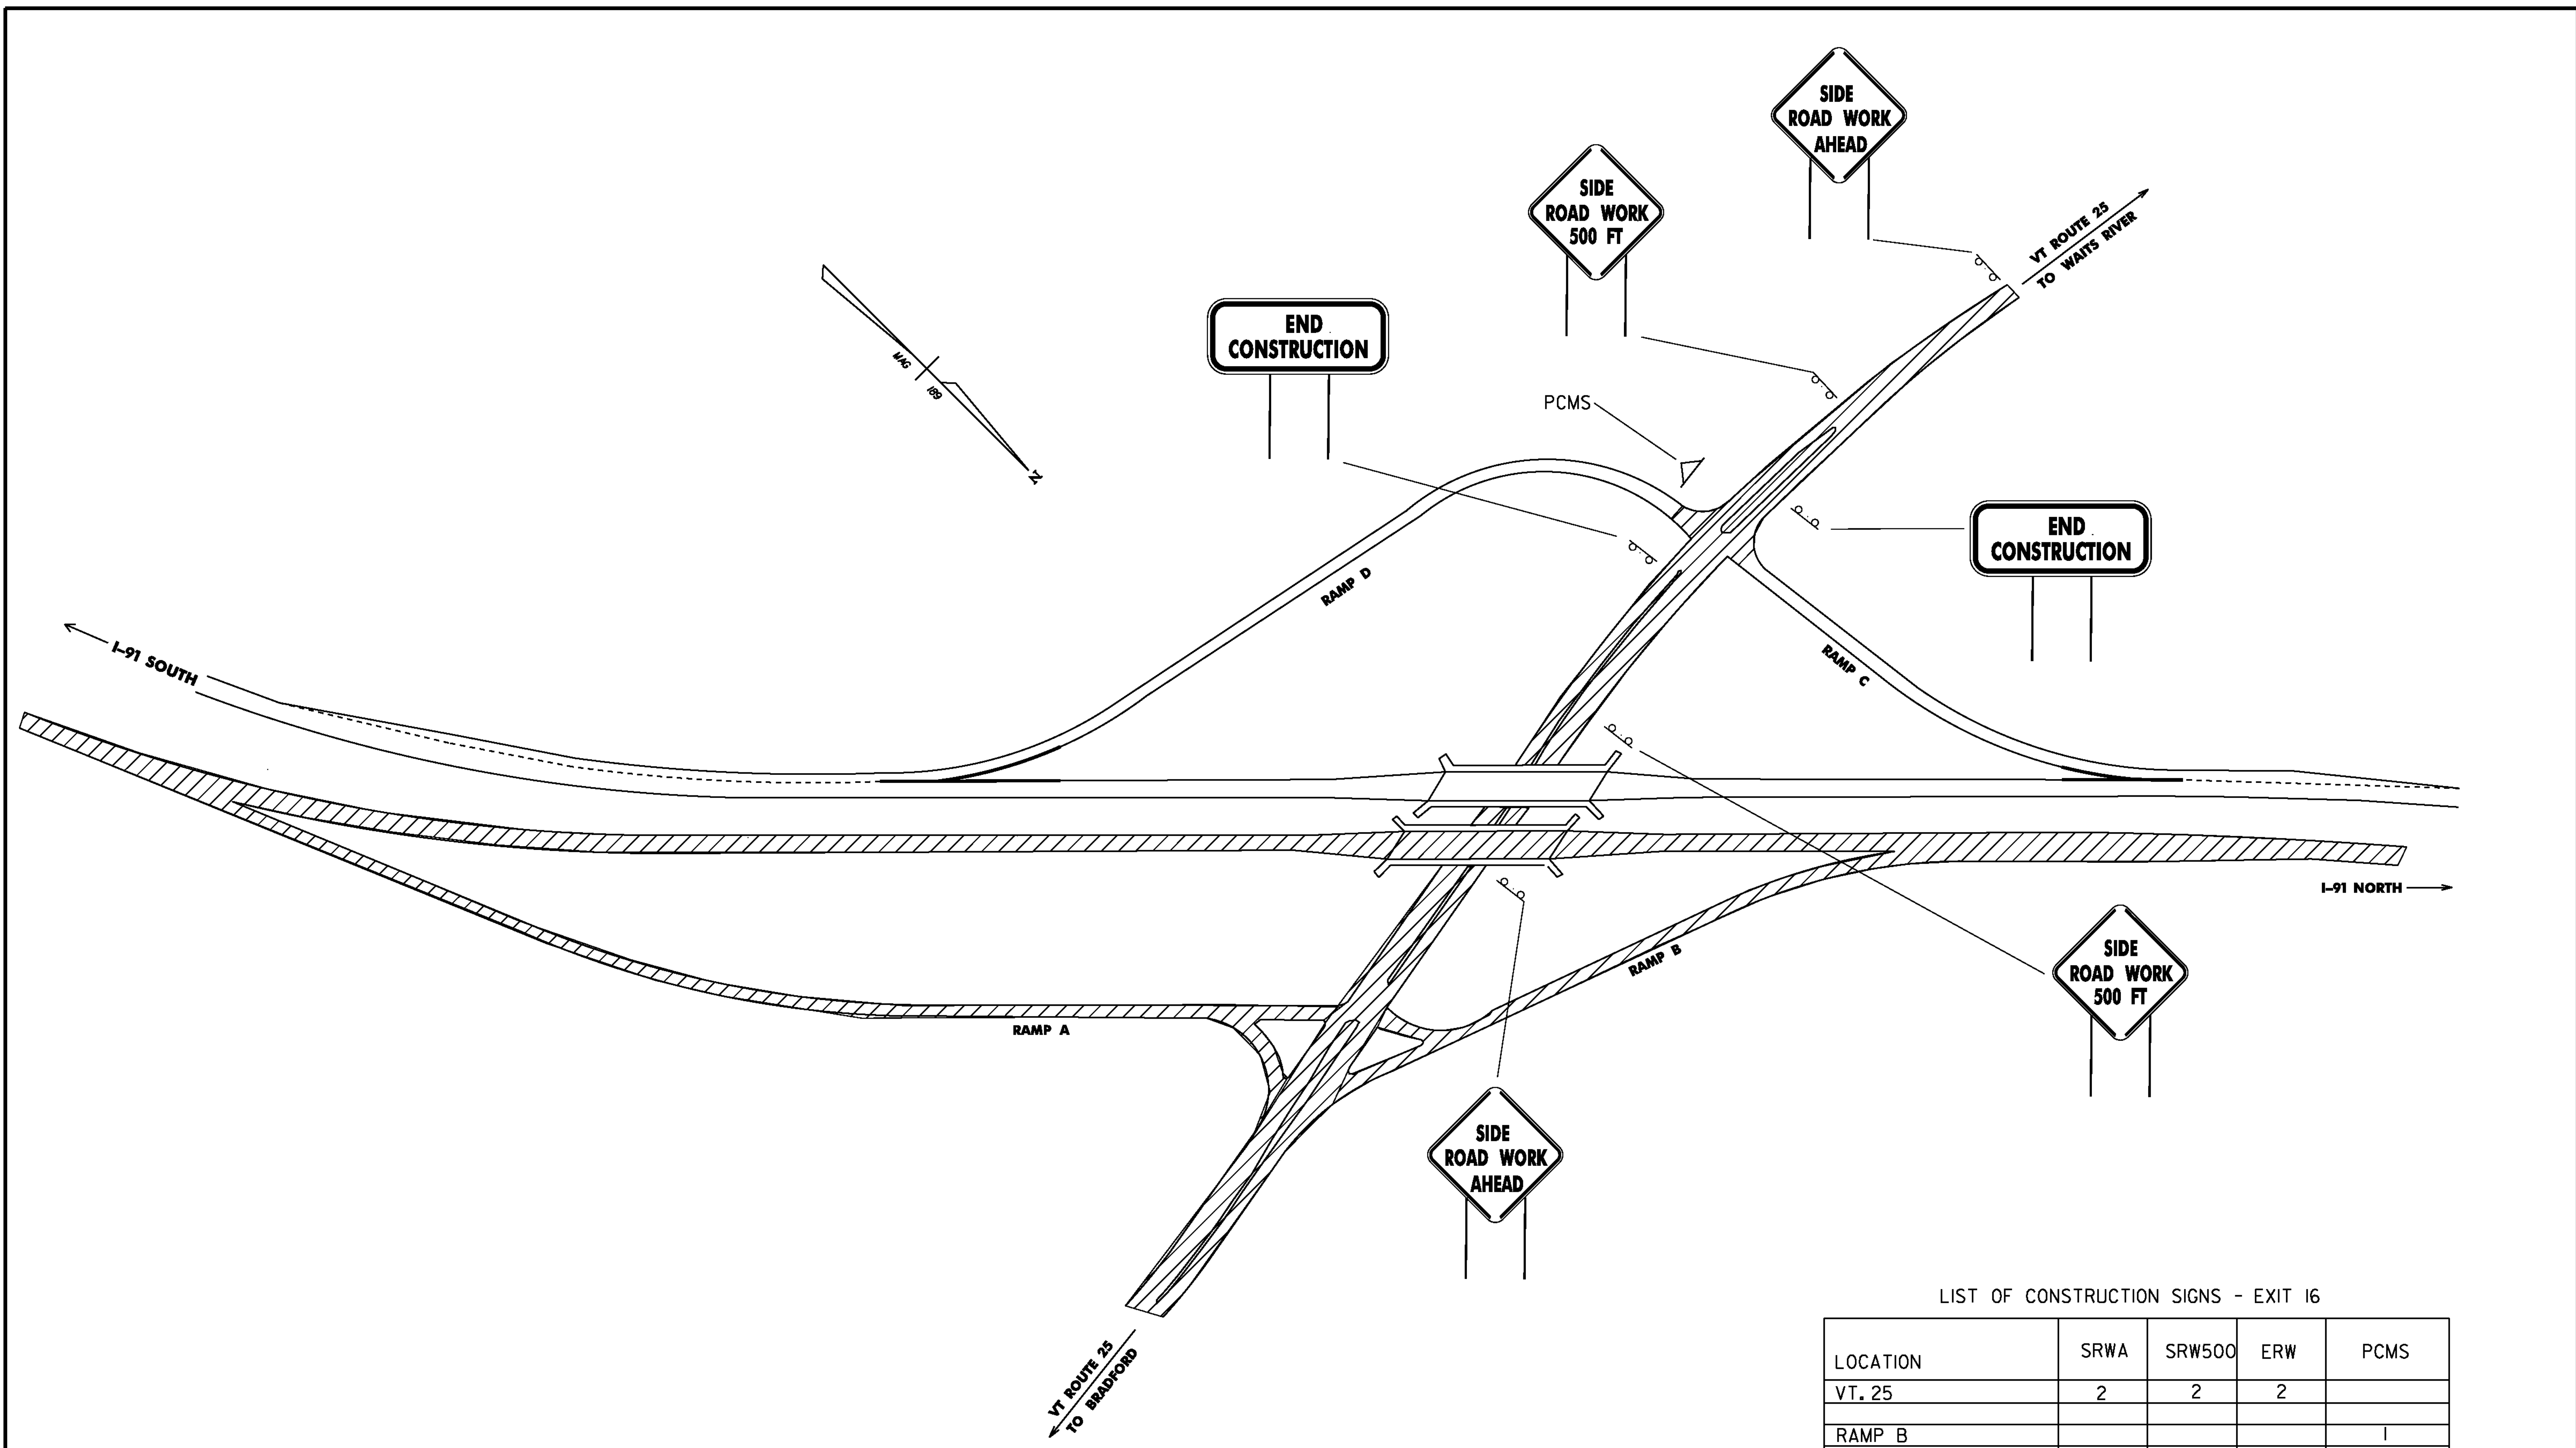 SIDE
ROAD WORK
AHEAD
SIDE
ROAD WORK
500 FT
VT ROUTE 25
TO WAITS RIVER
END
CONSTRUCTION
MAG
189
N
PCMS
END
CONSTRUCTION
RAMP D
RAMP C
I-91 SOUTH
I-91 NORTH
RAMP B
SIDE
ROAD WORK
500 FT
RAMP A
SIDE
ROAD WORK
AHEAD
VT ROUTE 25
TO BRADFORD
LIST OF CONSTRUCTION SIGNS - EXIT 16
LOCATION SRWA SRW500 ERW PCMS
VT. 25 2 2 2
RAMP B 1